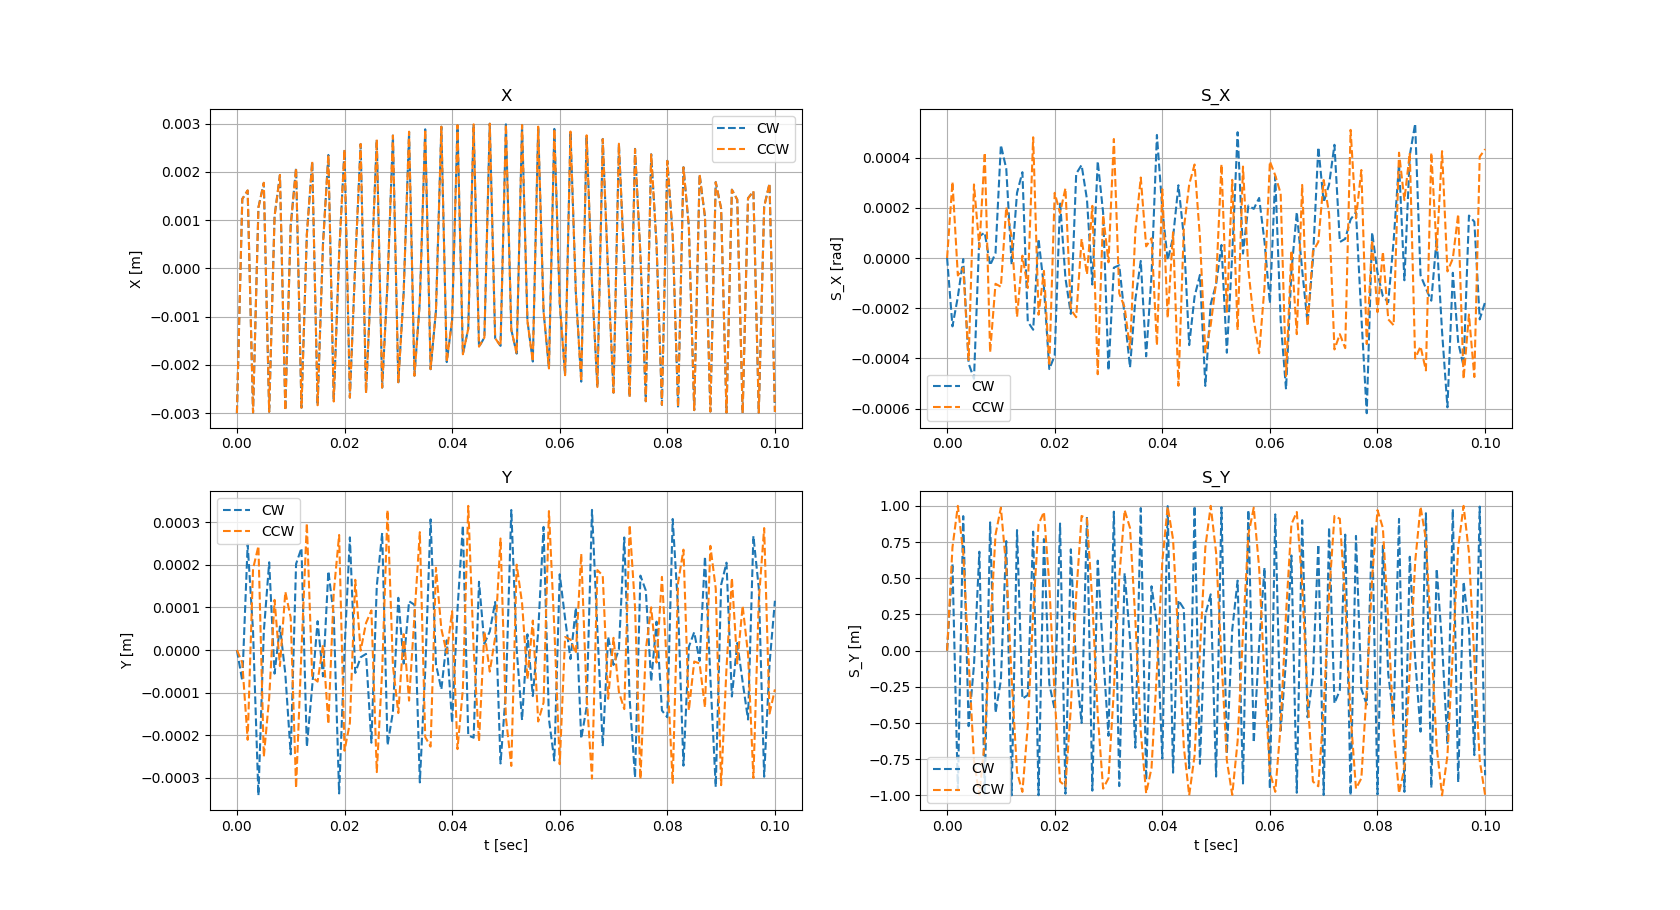 X
X [m]
0.003
0.002
0.001
0.000
−0.001
−0.002
−0.003
0.00 0.02 0.04 0.06 0.08 0.10
CW
CCW
S_X
S_X [rad]
0.0004
0.0002
0.0000
−0.0002
−0.0004
−0.0006
0.00 0.02 0.04 0.06 0.08 0.10
CW
CCW
Y
Y [m]
0.0003
0.0002
0.0001
0.0000
−0.0001
−0.0002
−0.0003
0.00 0.02 0.04 0.06 0.08 0.10
t [sec]
CW
CCW
S_Y
S_Y [m]
1.00
0.75
0.50
0.25
0.00
−0.25
−0.50
−0.75
−1.00
0.00 0.02 0.04 0.06 0.08 0.10
t [sec]
CW
CCW